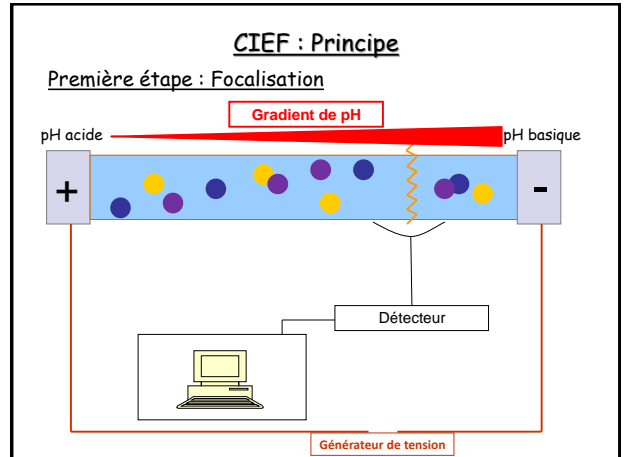 CIEF : Principe
Première étape : Focalisation
Gradient de pH
pH acide
pH basique
+
-
Détecteur
Générateur de tension